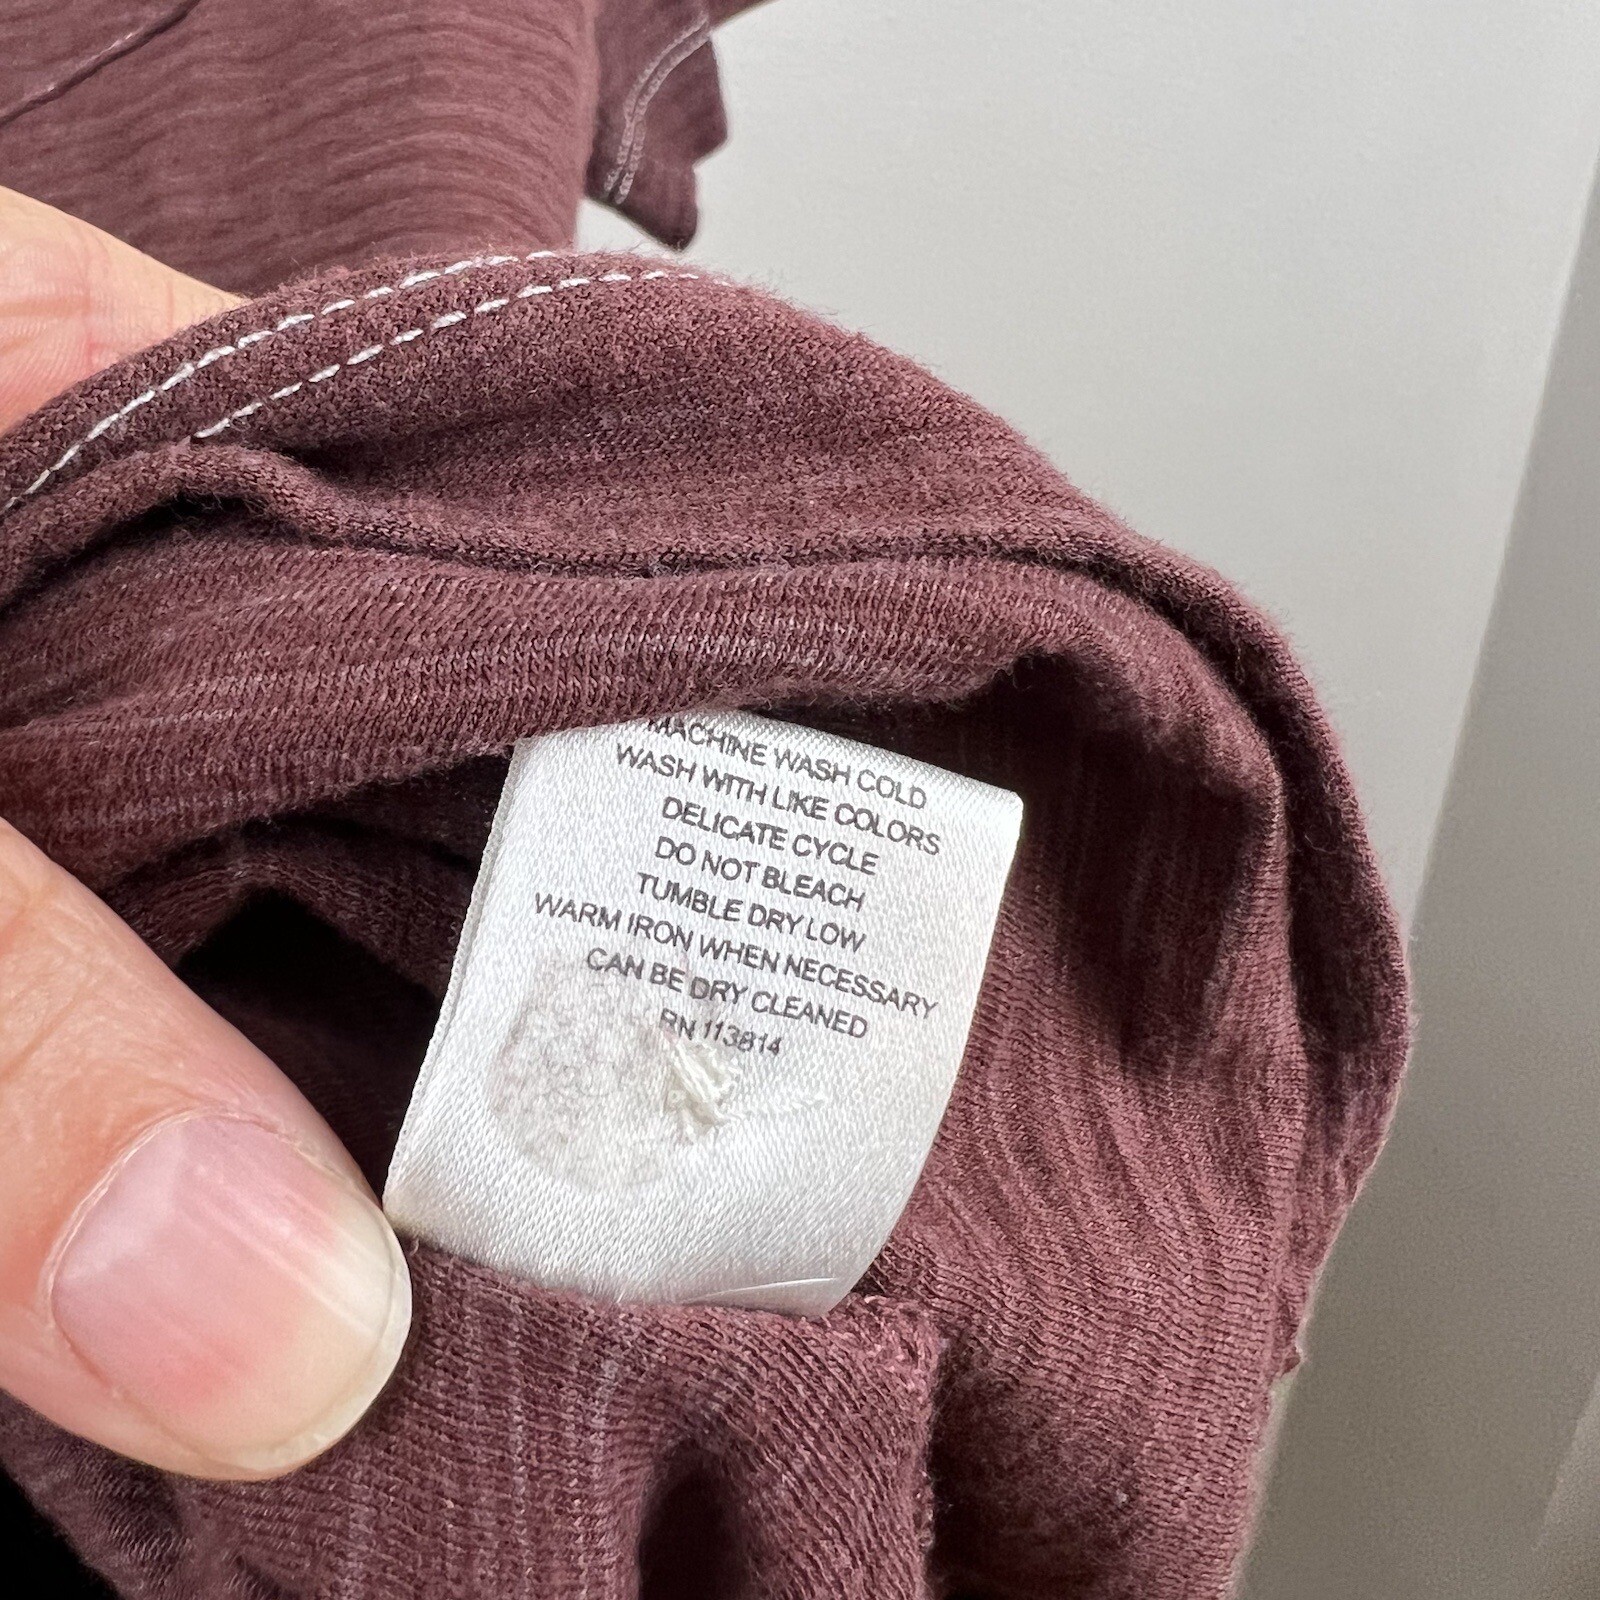 MACHINE WASH COLD
WASH WITH LIKE COLORS
DELICATE CYCLE
DO NOT BLEACH
TUMBLE DRY LOW
WARM IRON WHEN NECESSARY
CAN BE DRY CLEANED
RN 113814